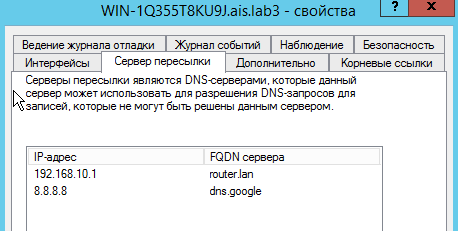 WIN-1Q355T8KU9J.ais.lab3 - свойства
?
x
Ведение журнала отладки
Журнал событий
Наблюдение
Безопасность
Интерфейсы
Сервер пересылки
Дополнительно
Корневые ссылки
Серверы пересылки являются DNS-серверами, которые данный
сервер может использовать для разрешения DNS-запросов для
записей, которые не могут быть решены данным сервером.
IP-адрес FQDN сервера
192.168.10.1 router.lan
8.8.8.8 dns.google